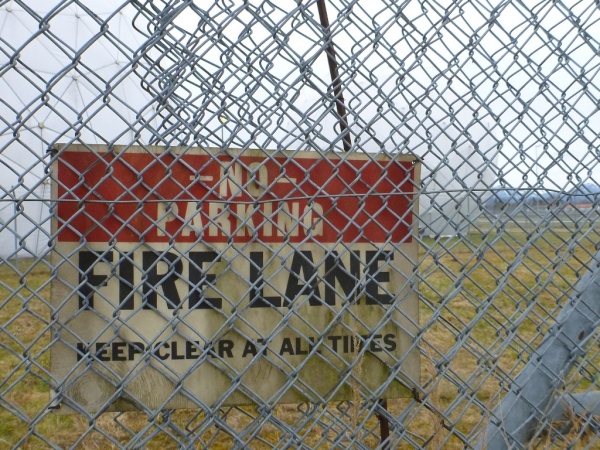 -NO-
PARKING
FIRE LANE
KEEP CLEAR AT ALL TIMES